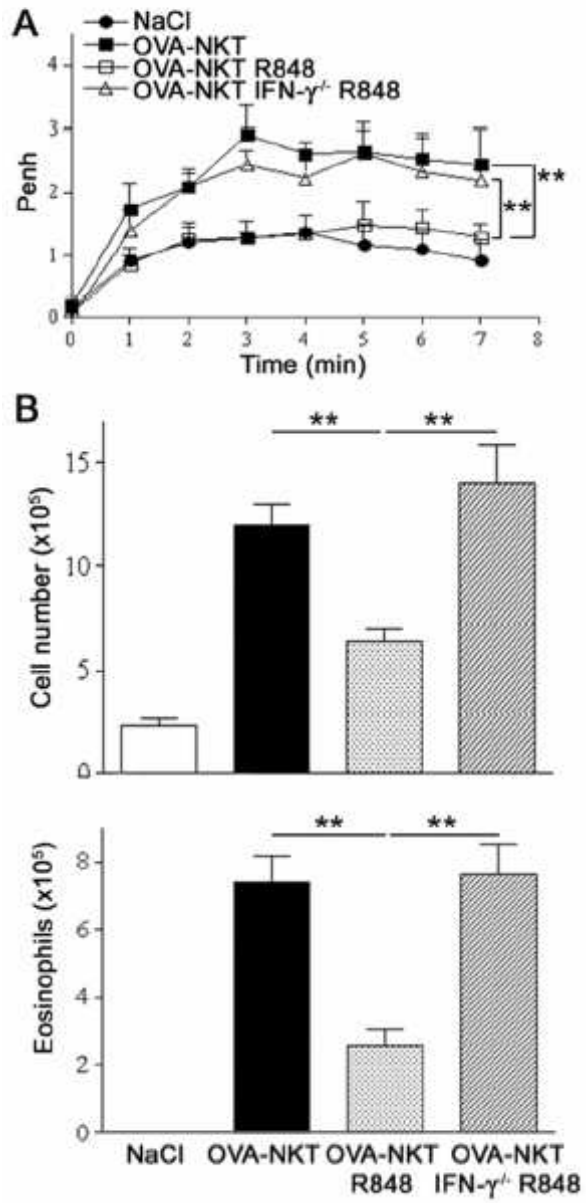 A
NaCl
OVA-NKT
OVA-NKT R848
OVA-NKT IFN-γ-/- R848
Penh
4
3
2
1
0
**
**
0 1 2 3 4 5 6 7 8
Time (min)
B
** **
Cell number (x10⁵)
15
10
5
0
** **
Eosinophils (x10⁵)
8
6
4
2
0
NaCl OVA-NKT OVA-NKT OVA-NKT
R848 IFN-γ-/- R848